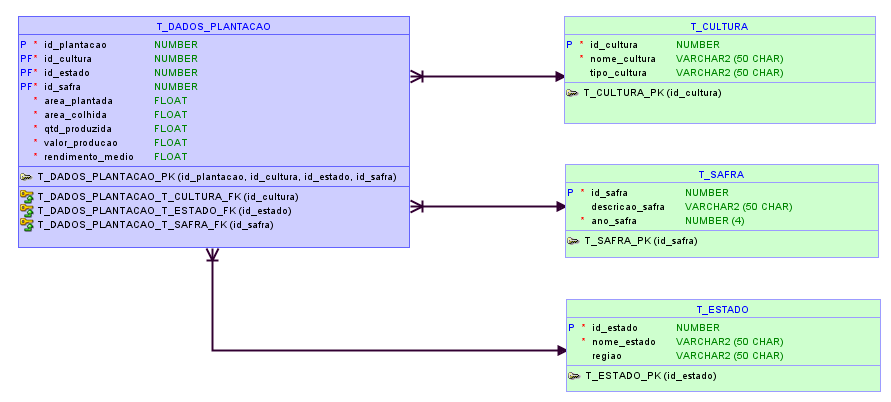 T_DADOS_PLANTACAO
P * id_plantacao NUMBER
PF* id_cultura NUMBER
PF* id_estado NUMBER
PF* id_safra NUMBER
* area_plantada FLOAT
* area_colhida FLOAT
* qtd_produzida FLOAT
* valor_producao FLOAT
* rendimento_medio FLOAT
T_DADOS_PLANTACAO_PK (id_plantacao, id_cultura, id_estado, id_safra)
T_DADOS_PLANTACAO_T_CULTURA_FK (id_cultura)
T_DADOS_PLANTACAO_T_ESTADO_FK (id_estado)
T_DADOS_PLANTACAO_T_SAFRA_FK (id_safra)
T_CULTURA
P * id_cultura NUMBER
* nome_cultura VARCHAR2 (50 CHAR)
tipo_cultura VARCHAR2 (50 CHAR)
T_CULTURA_PK (id_cultura)
T_SAFRA
P * id_safra NUMBER
descricao_safra VARCHAR2 (50 CHAR)
* ano_safra NUMBER (4)
T_SAFRA_PK (id_safra)
T_ESTADO
P * id_estado NUMBER
* nome_estado VARCHAR2 (50 CHAR)
regiao VARCHAR2 (50 CHAR)
T_ESTADO_PK (id_estado)